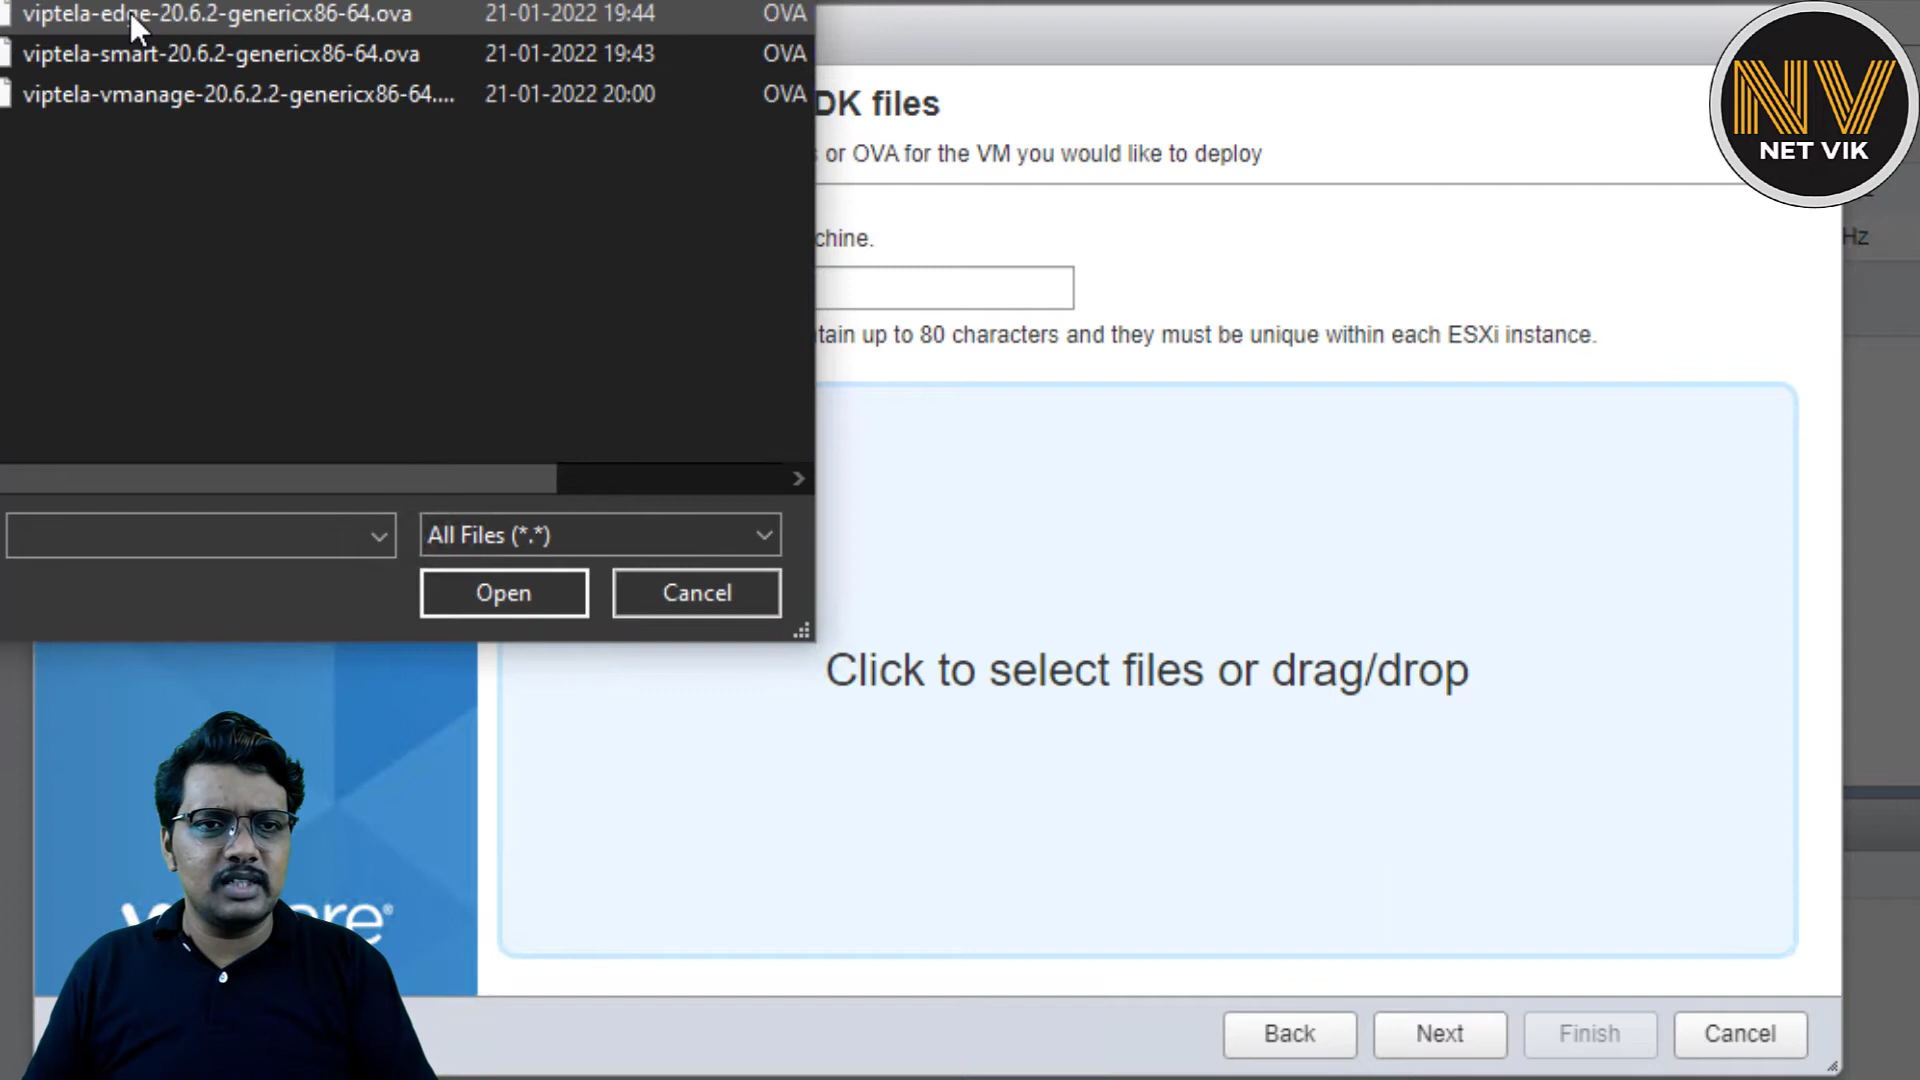 viptela-edge-20.6.2-genericx86-64.ova 21-01-2022 19:44 OVA
viptela-smart-20.6.2-genericx86-64.ova 21-01-2022 19:43 OVA
viptela-vmanage-20.6.2.2-genericx86-64.... 21-01-2022 20:00 OVA
NV
NET VIK
DK files
or OVA for the VM you would like to deploy
chine.
Hz
tain up to 80 characters and they must be unique within each ESXi instance.
All Files (*.*)
Open Cancel
Click to select files or drag/drop
Back Next Finish Cancel